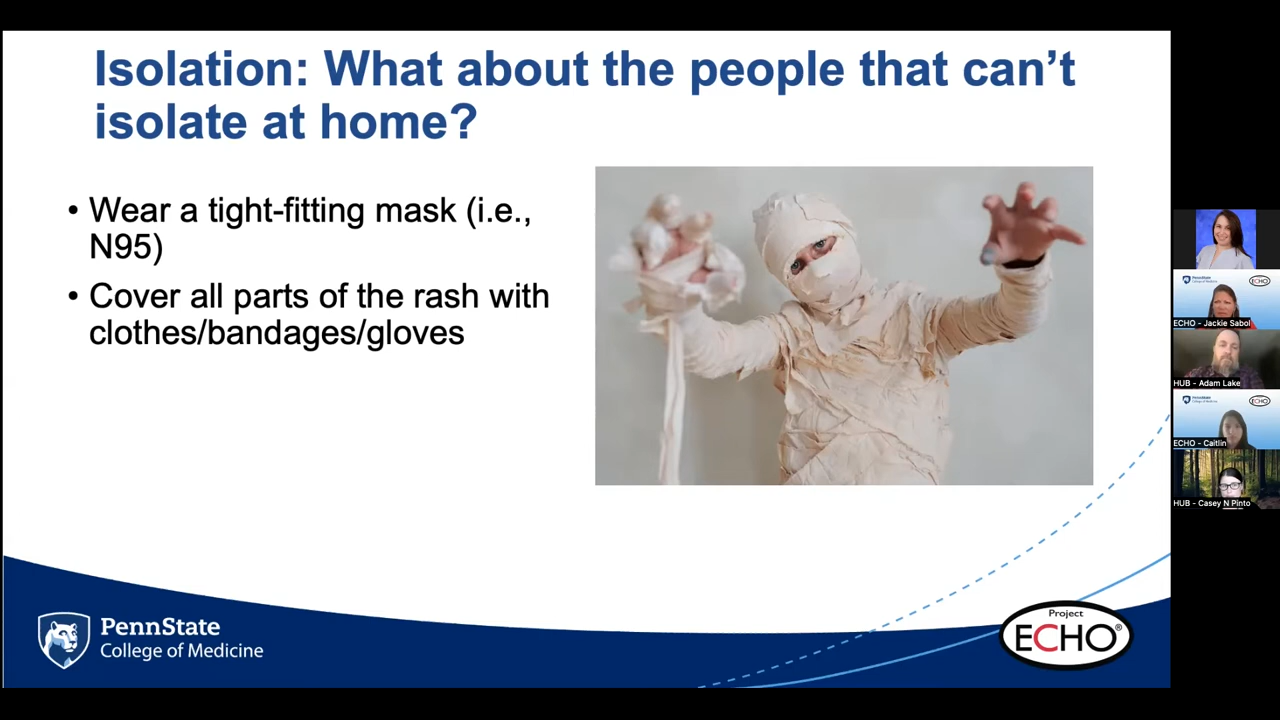 Isolation: What about the people that can't
isolate at home?
• Wear a tight-fitting mask (i.e.,
N95)
• Cover all parts of the rash with
clothes/bandages/gloves
ECHO - Jackie Sabol
HUB - Adam Lake
ECHO - Caitlin
HUB - Casey N Pinto
PennState
College of Medicine
Project
ECHO®